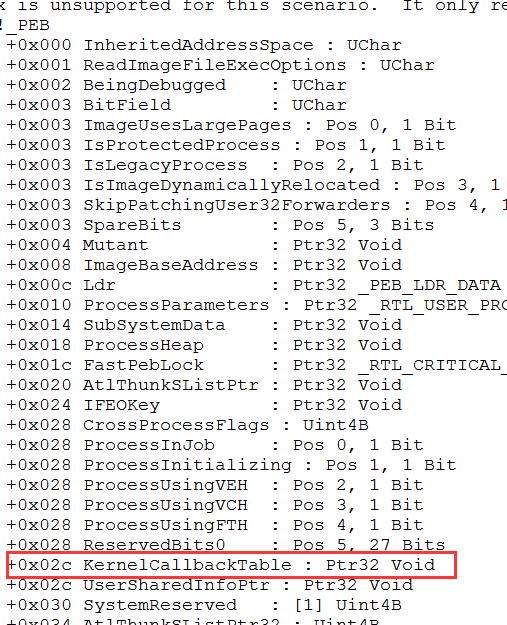 x is unsupported for this scenario.  It only re
!_PEB
+0x000 InheritedAddressSpace : UChar
+0x001 ReadImageFileExecOptions : UChar
+0x002 BeingDebugged    : UChar
+0x003 BitField         : UChar
+0x003 ImageUsesLargePages : Pos 0, 1 Bit
+0x003 IsProtectedProcess : Pos 1, 1 Bit
+0x003 IsLegacyProcess  : Pos 2, 1 Bit
+0x003 IsImageDynamicallyRelocated : Pos 3, 1
+0x003 SkipPatchingUser32Forwarders : Pos 4, 1
+0x003 SpareBits        : Pos 5, 3 Bits
+0x004 Mutant           : Ptr32 Void
+0x008 ImageBaseAddress : Ptr32 Void
+0x00c Ldr              : Ptr32 _PEB_LDR_DATA
+0x010 ProcessParameters : Ptr32 _RTL_USER_PRO
+0x014 SubSystemData    : Ptr32 Void
+0x018 ProcessHeap      : Ptr32 Void
+0x01c FastPebLock      : Ptr32 _RTL_CRITICAL_
+0x020 AtlThunkSListPtr : Ptr32 Void
+0x024 IFEOKey          : Ptr32 Void
+0x028 CrossProcessFlags : Uint4B
+0x028 ProcessInJob     : Pos 0, 1 Bit
+0x028 ProcessInitializing : Pos 1, 1 Bit
+0x028 ProcessUsingVEH  : Pos 2, 1 Bit
+0x028 ProcessUsingVCH  : Pos 3, 1 Bit
+0x028 ProcessUsingFTH  : Pos 4, 1 Bit
+0x028 ReservedBits0    : Pos 5, 27 Bits
+0x02c KernelCallbackTable : Ptr32 Void
+0x02c UserSharedInfoPtr : Ptr32 Void
+0x030 SystemReserved   : [1] Uint4B
+0x034 AtlThunkSListPtr32 : Uint4B